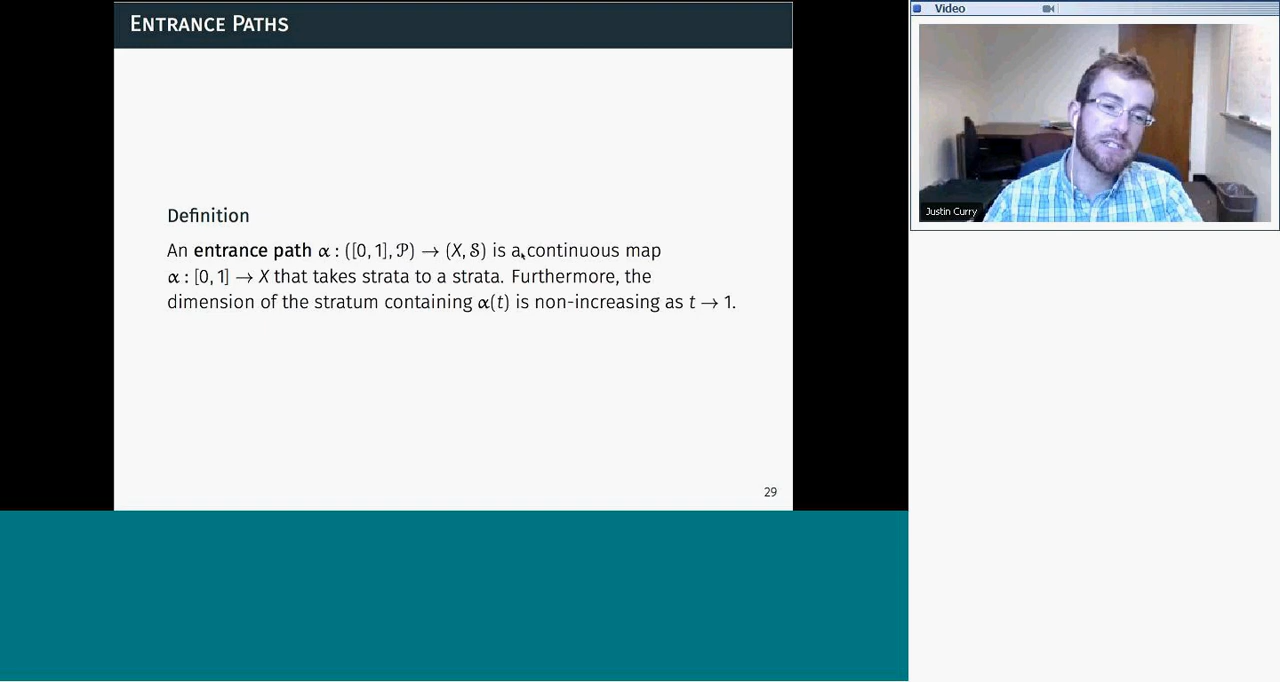 ENTRANCE PATHS
Definition
An entrance path α : ([0, 1], 𝒫) → (X, 𝒮) is a continuous map
α : [0, 1] → X that takes strata to a strata. Furthermore, the
dimension of the stratum containing α(t) is non-increasing as t → 1.
29
Video
Justin Curry